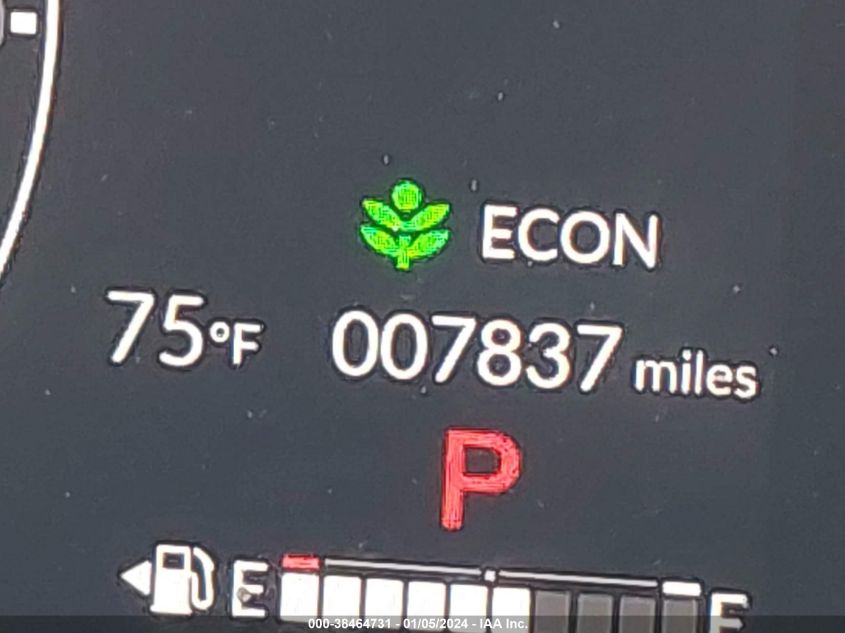 ECON
75°F 007837 miles
P
E F
000-38464731 - 01/05/2024 - IAA Inc.